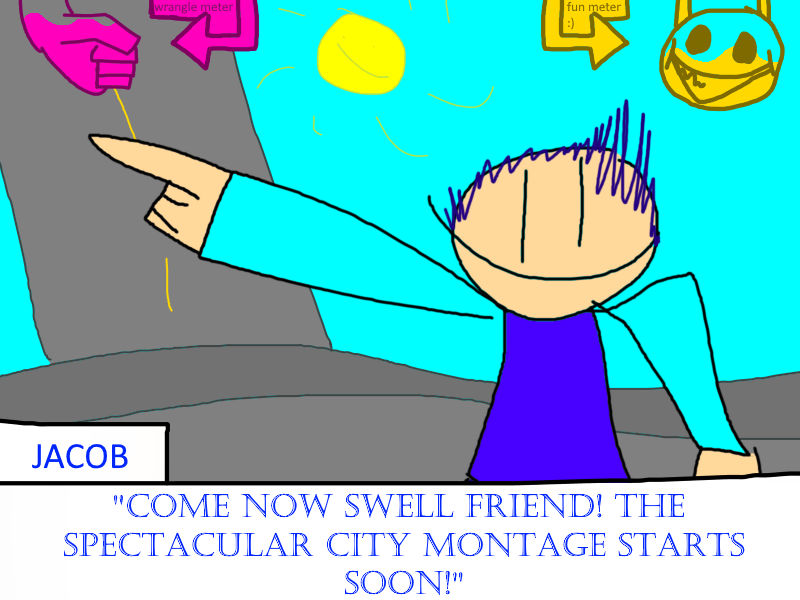 wrangle meter
fun meter
:)
JACOB
"COME NOW SWELL FRIEND! THE
SPECTACULAR CITY MONTAGE STARTS
SOON!"